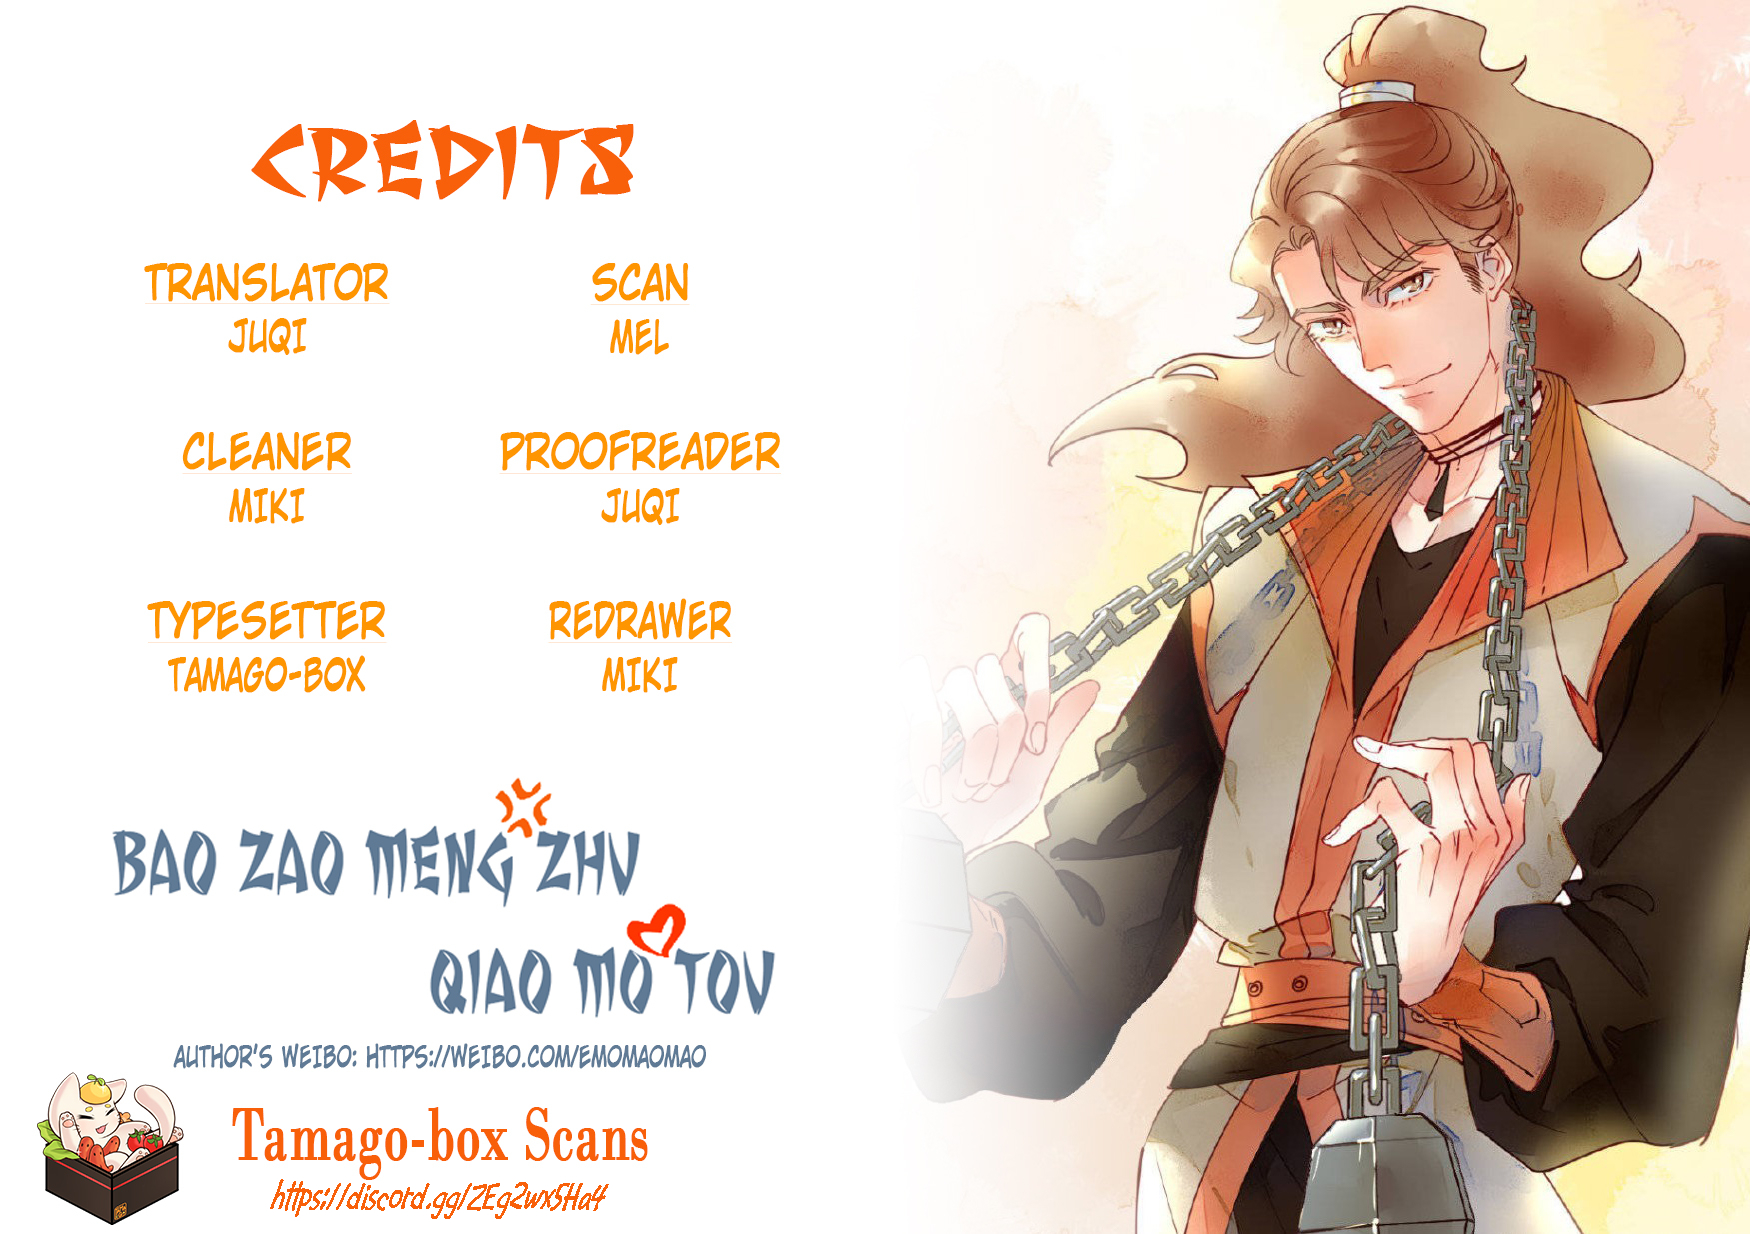 CREDITS
TRANSLATOR
JUQI
SCAN
MEL
CLEANER
MIKI
PROOFREADER
JUQI
TYPESETTER
TAMAGO-BOX
REDRAWER
MIKI
BAO ZAO MENG ZHU
QIAO MO TOU
AUTHOR'S WEIBO: HTTPS://WEIBO.COM/EMOMAOMAO
Tamago-box Scans
https://discord.gg/ZEg2wx5Ha4